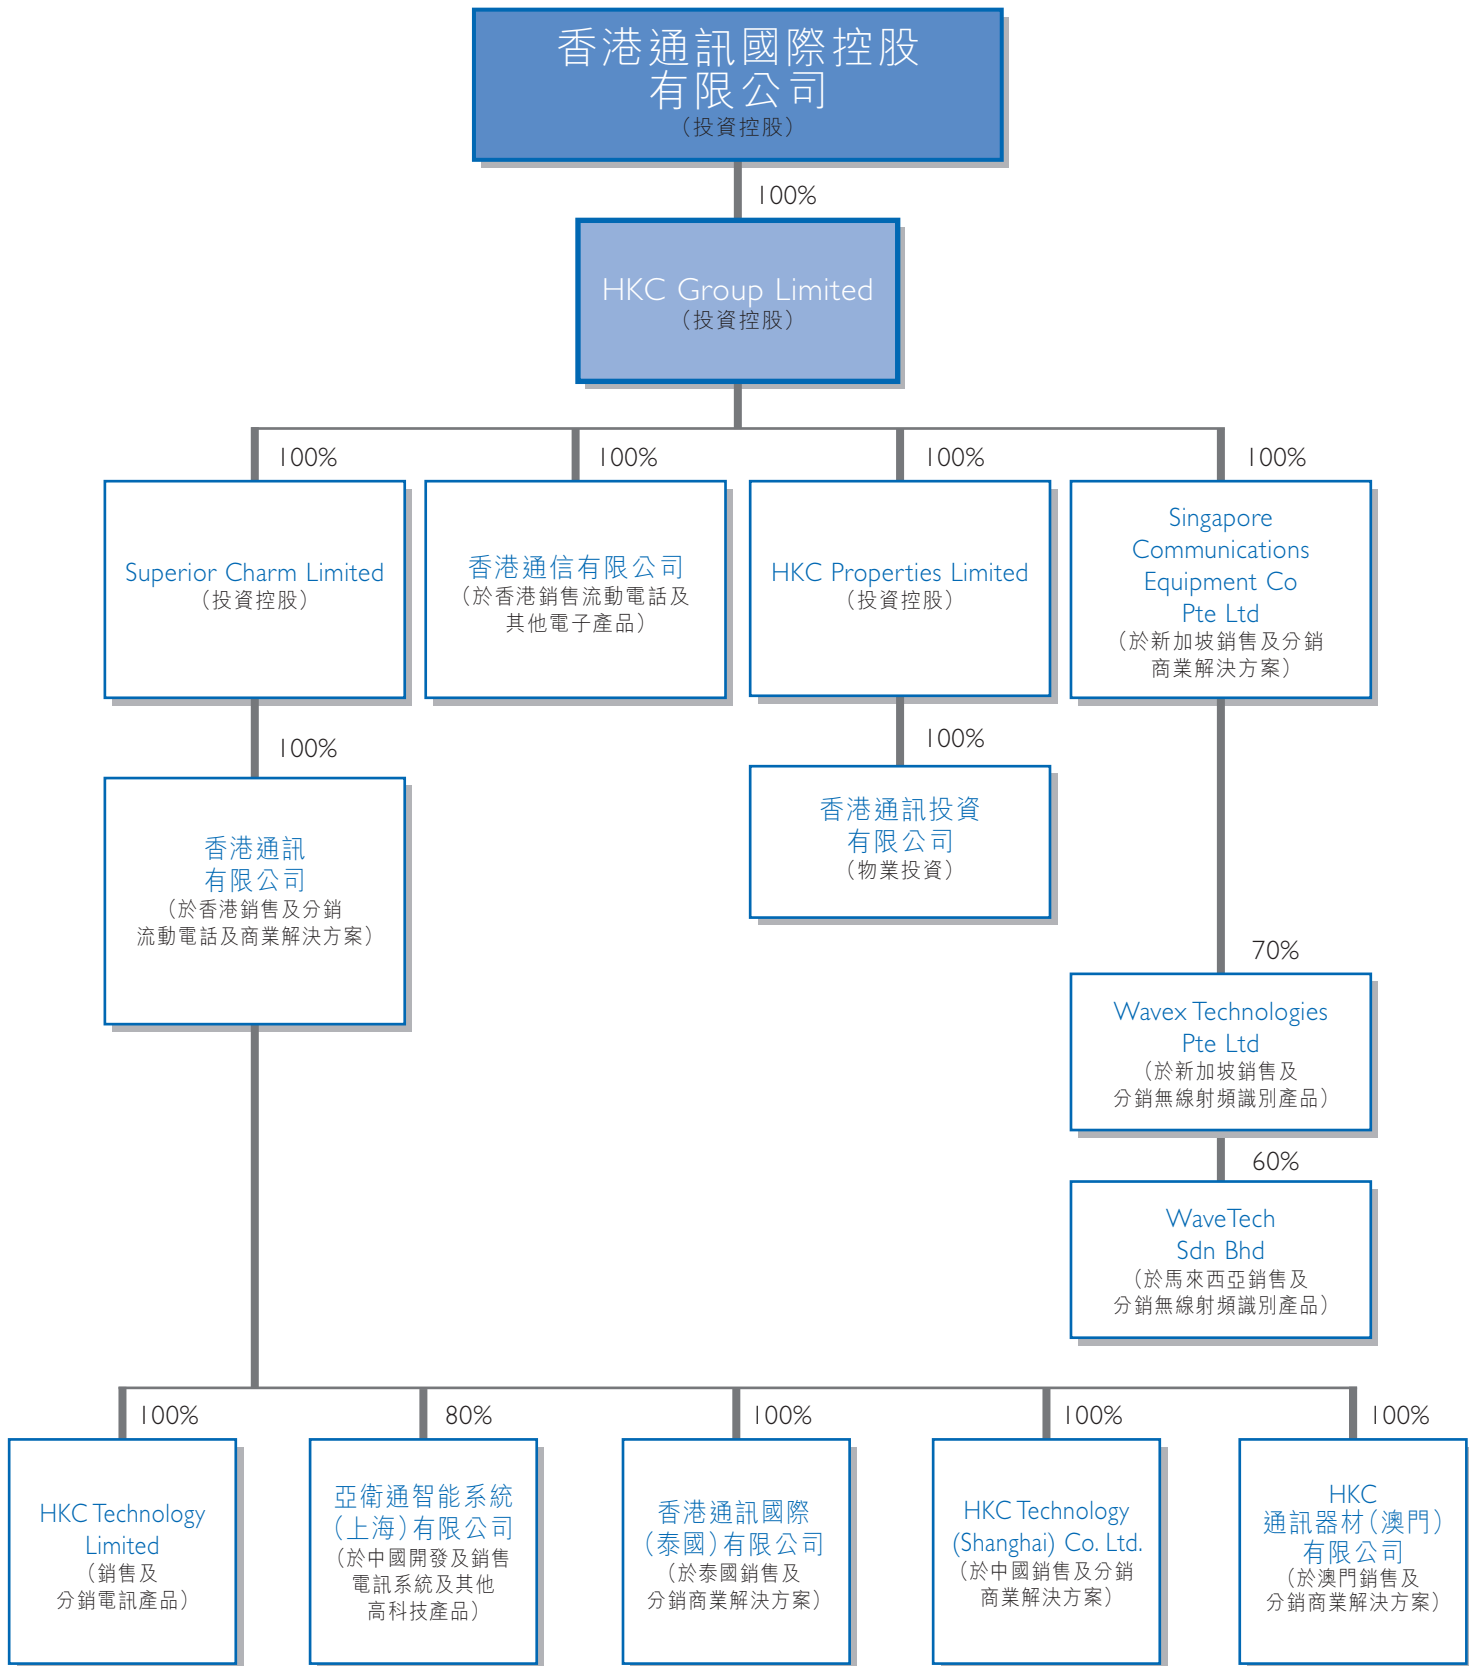 香港通訊國際控股
有限公司
（投資控股）
100%
HKC Group Limited
（投資控股）
100%
100%
100%
100%
Superior Charm Limited
（投資控股）
香港通信有限公司
（於香港銷售流動電話及
其他電子產品）
HKC Properties Limited
（投資控股）
Singapore
Communications
Equipment Co
Pte Ltd
（於新加坡銷售及分銷
商業解決方案）
100%
100%
香港通訊
有限公司
（於香港銷售及分銷
流動電話及商業解決方案）
香港通訊投資
有限公司
（物業投資）
70%
Wavex Technologies
Pte Ltd
（於新加坡銷售及
分銷無線射頻識別產品）
60%
WaveTech
Sdn Bhd
（於馬來西亞銷售及
分銷無線射頻識別產品）
100%
80%
100%
100%
100%
HKC Technology
Limited
（銷售及
分銷電訊產品）
亞衛通智能系統
（上海）有限公司
（於中國開發及銷售
電訊系統及其他
高科技產品）
香港通訊國際
（泰國）有限公司
（於泰國銷售及
分銷商業解決方案）
HKC Technology
(Shanghai) Co. Ltd.
（於中國銷售及分銷
商業解決方案）
HKC
通訊器材（澳門）
有限公司
（於澳門銷售及
分銷商業解決方案）